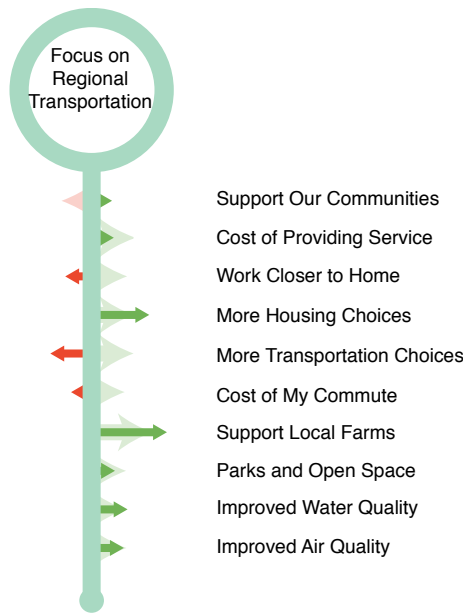 Focus on
Regional
Transportation
Support Our Communities
Cost of Providing Service
Work Closer to Home
More Housing Choices
More Transportation Choices
Cost of My Commute
Support Local Farms
Parks and Open Space
Improved Water Quality
Improved Air Quality